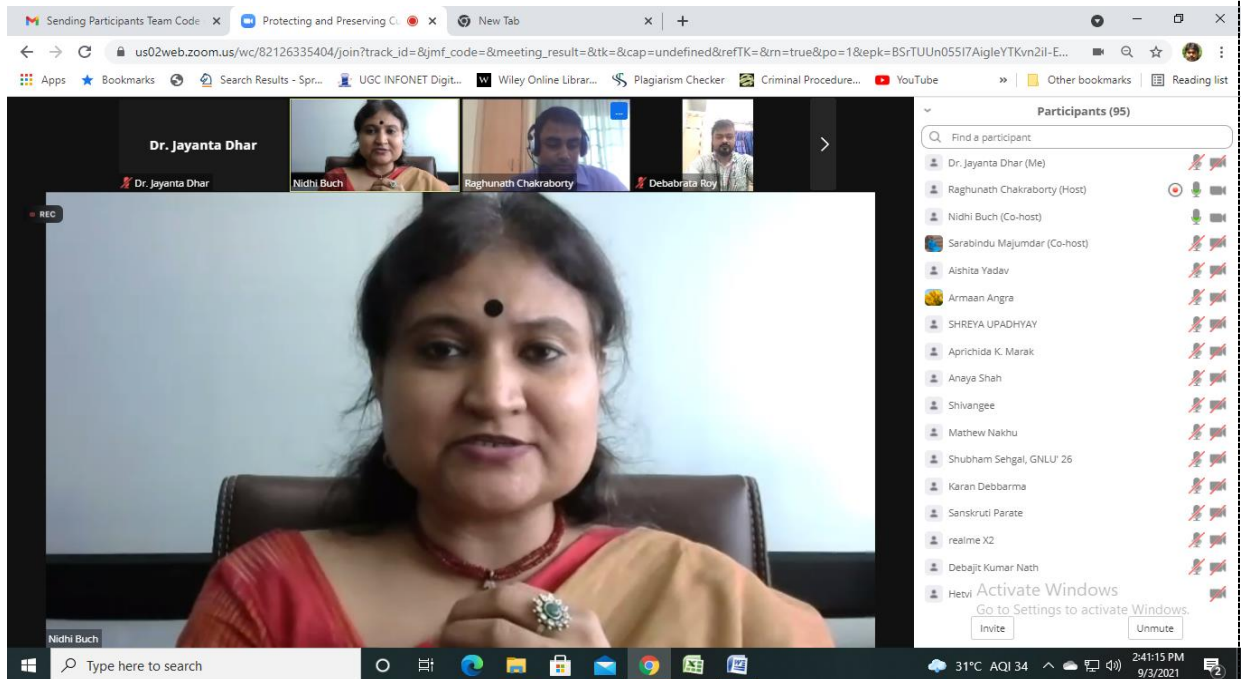 Sending Participants Team Code
Protecting and Preserving Cu
New Tab
us02web.zoom.us/wc/82126335404/join?track_id=&jmf_code=&meeting_result=&tk=&cap=undefined&refTK=&rn=true&po=1&epk=BSrTUUn055I7AigleYTKvn2iI-E...
Apps
Bookmarks
Search Results - Spr...
UGC INFONET Digit...
W Wiley Online Librar...
Plagiarism Checker
Criminal Procedure...
YouTube
»
Other bookmarks
Reading list
Dr. Jayanta Dhar
Dr. Jayanta Dhar
Nidhi Buch
Raghunath Chakraborty
Debabrata Roy
REC
Nidhi Buch
Participants (95)
Find a participant
Dr. Jayanta Dhar (Me)
Raghunath Chakraborty (Host)
Nidhi Buch (Co-host)
Sarabindu Majumdar (Co-host)
Aishita Yadav
Armaan Angra
SHREYA UPADHYAY
Aprichida K. Marak
Anaya Shah
Shivangee
Mathew Nakhu
Shubham Sehgal, GNLU' 26
Karan Debbarma
Sanskruti Parate
realme X2
Debajit Kumar Nath
Hetvi
Activate Windows
Go to Settings to activate Windows.
Invite
Unmute
Type here to search
31°C AQI 34
2:41:15 PM
9/3/2021
2